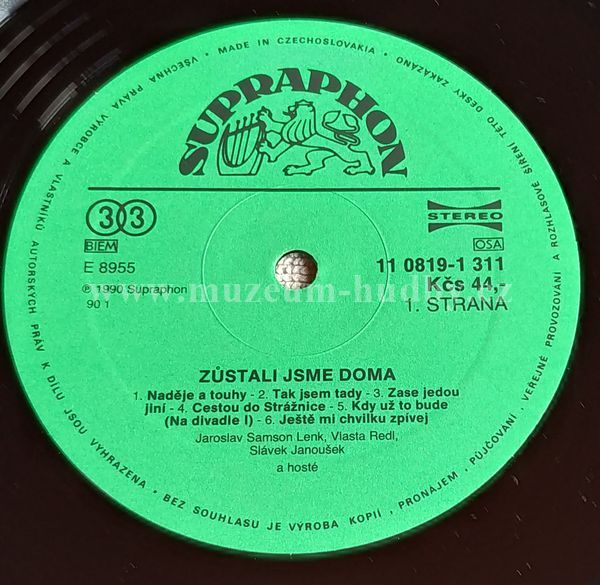 VŠECHNA PRÁVA VÝROBCE A VLASTNÍKŮ AUTORSKÝCH PRÁV K DÍLU JSOU VYHRAZENA • BEZ SOUHLASU JE VÝROBA KOPIÍ, PRONÁJEM, PŮJČOVÁNÍ, VEŘEJNÉ PROVOZOVÁNÍ A ROZHLASOVÉ ŠÍŘENÍ TÉTO DESKY ZAKÁZÁNO • MADE IN CZECHOSLOVAKIA •
SUPRAPHON
33
STEREO
BIEM
OSA
E 8955
11 0819-1 311
℗ 1990 Supraphon
Kčs 44,-
90 1
1. STRANA
ZŮSTALI JSME DOMA
1. Naděje a touhy - 2. Tak jsem tady - 3. Zase jedou
jiní - 4. Cestou do Strážnice - 5. Kdy už to bude
(Na divadle I) - 6. Ještě mi chvilku zpívej
Jaroslav Samson Lenk, Vlasta Redl,
Slávek Janoušek
a hosté